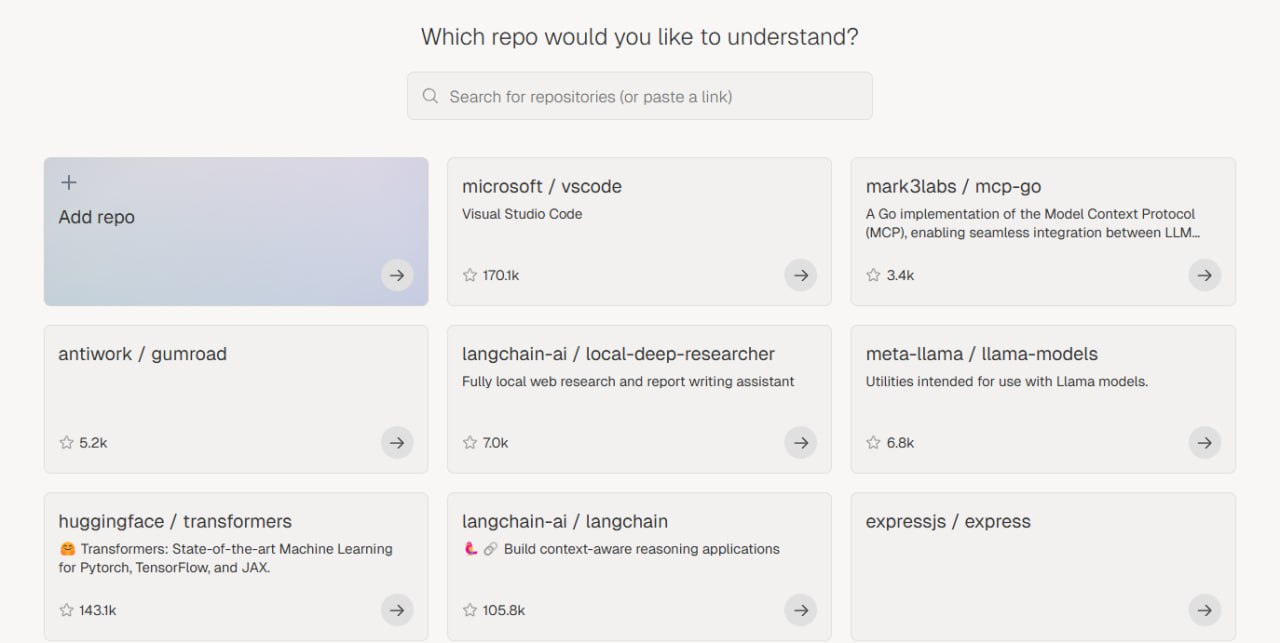 Which repo would you like to understand?
Search for repositories (or paste a link)
Add repo
microsoft / vscode
Visual Studio Code
170.1k
mark3labs / mcp-go
A Go implementation of the Model Context Protocol
(MCP), enabling seamless integration between LLM...
3.4k
antiwork / gumroad
5.2k
langchain-ai / local-deep-researcher
Fully local web research and report writing assistant
7.0k
meta-llama / llama-models
Utilities intended for use with Llama models.
6.8k
huggingface / transformers
🤗 Transformers: State-of-the-art Machine Learning
for Pytorch, TensorFlow, and JAX.
143.1k
langchain-ai / langchain
🦜🔗 Build context-aware reasoning applications
105.8k
expressjs / express